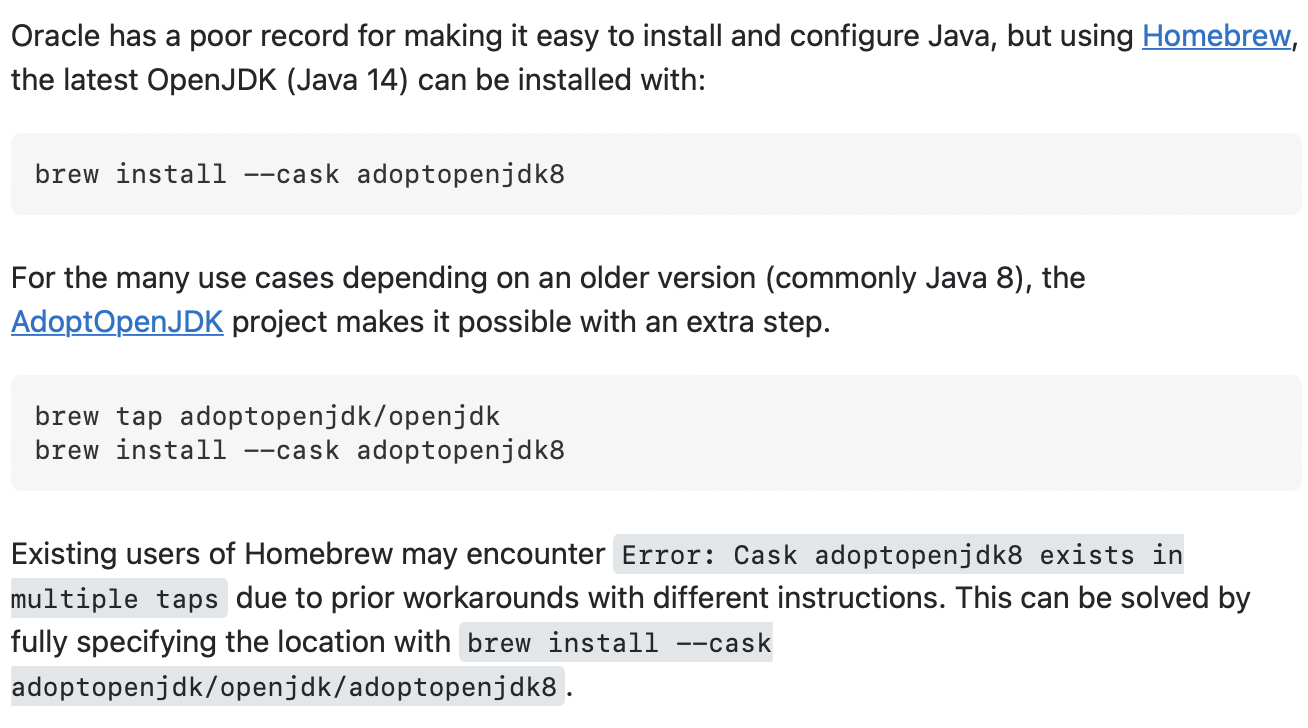 Oracle has a poor record for making it easy to install and configure Java, but using Homebrew,
the latest OpenJDK (Java 14) can be installed with:
brew install --cask adoptopenjdk8
For the many use cases depending on an older version (commonly Java 8), the
AdoptOpenJDK project makes it possible with an extra step.
brew tap adoptopenjdk/openjdk
brew install --cask adoptopenjdk8
Existing users of Homebrew may encounter Error: Cask adoptopenjdk8 exists in
multiple taps due to prior workarounds with different instructions. This can be solved by
fully specifying the location with brew install --cask
adoptopenjdk/openjdk/adoptopenjdk8.